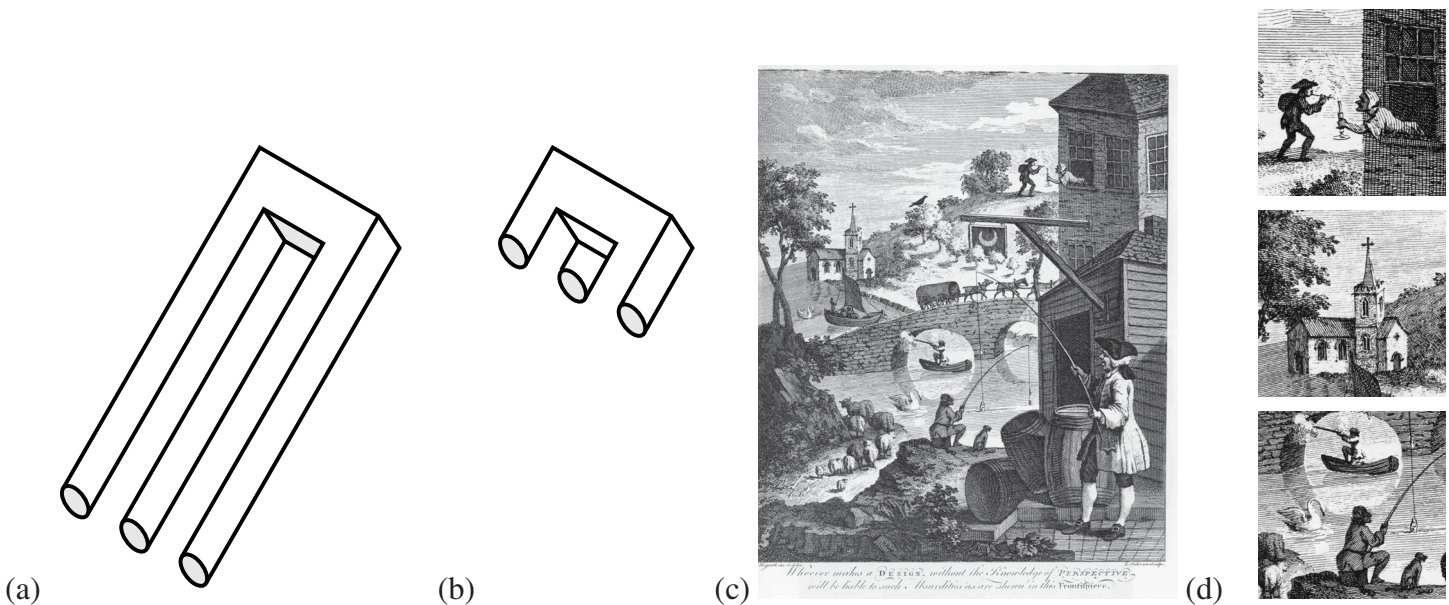 (a)
(b)
(c)
(d)
Whoever makes a DESIGN, without the Knowledge of PERSPECTIVE,
will be liable to such Absurdities as are shewn in this Frontispiece.